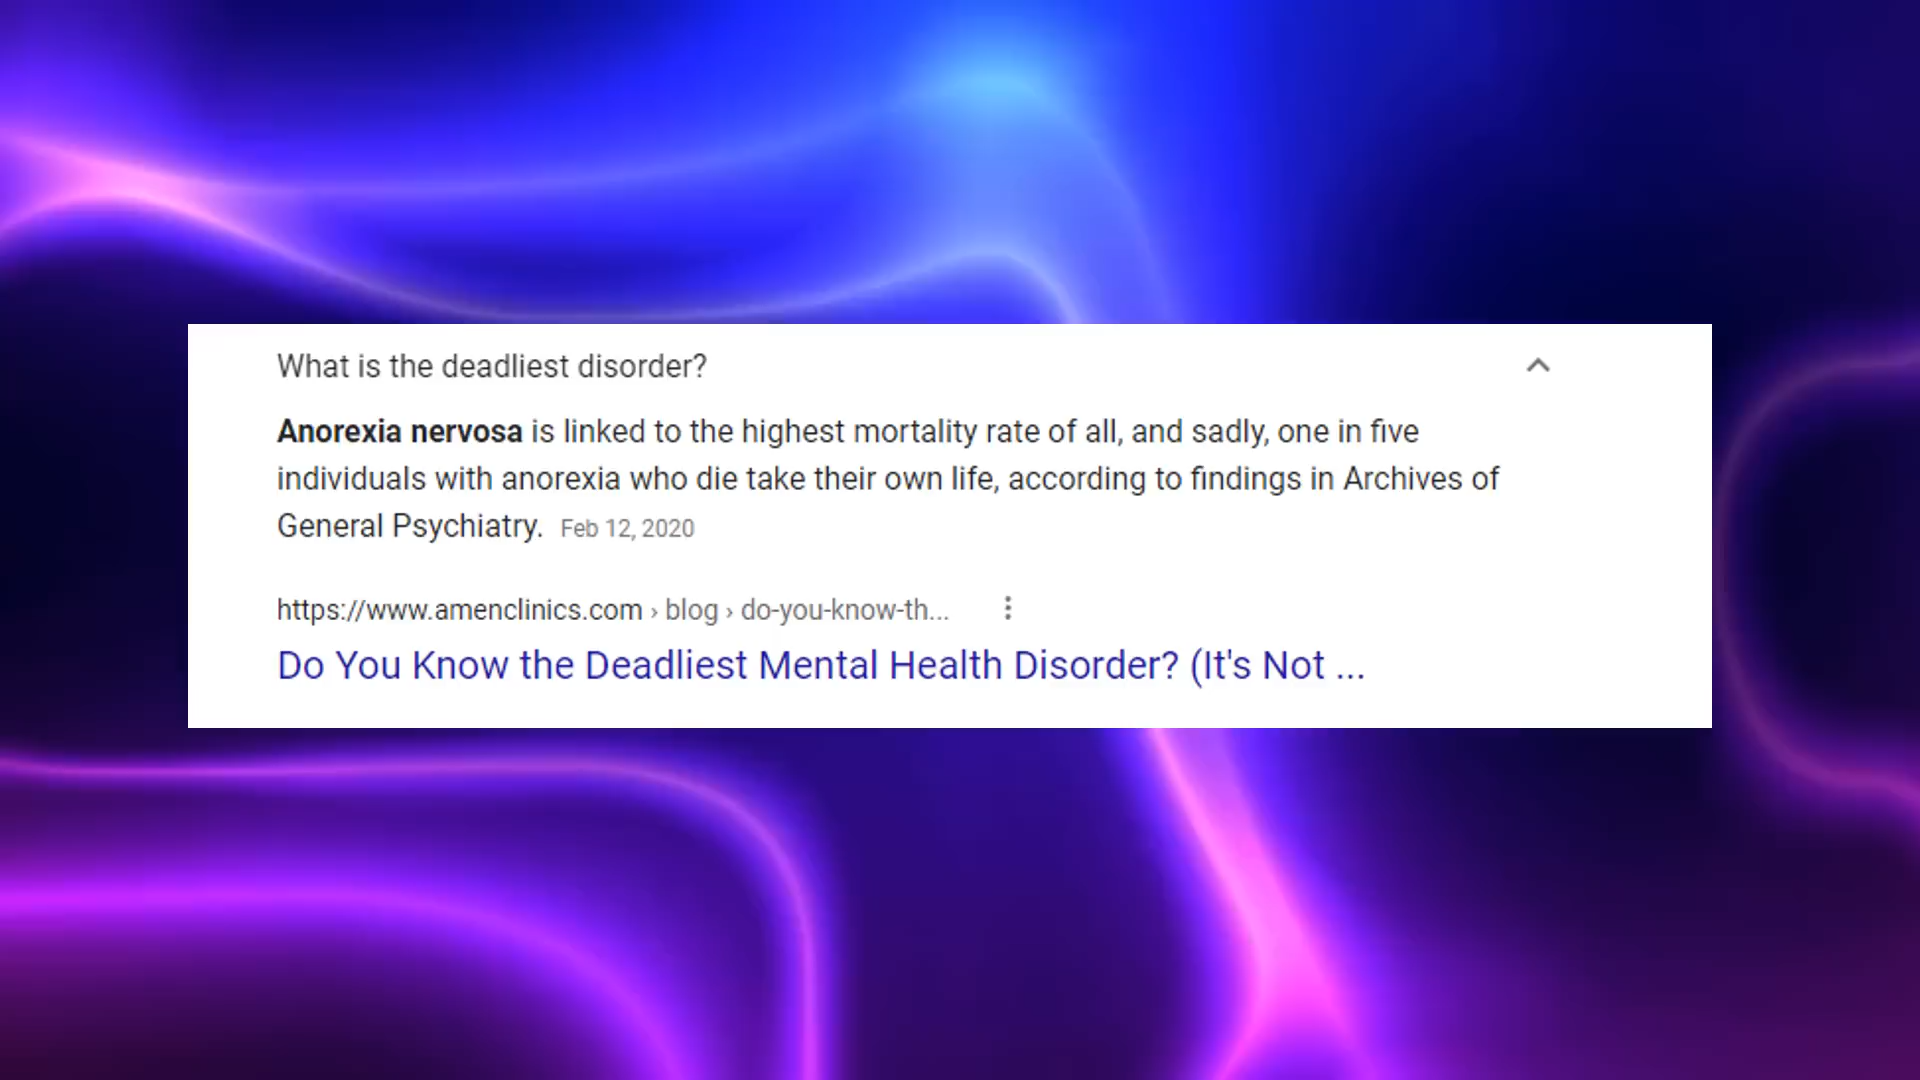 What is the deadliest disorder?
Anorexia nervosa is linked to the highest mortality rate of all, and sadly, one in five
individuals with anorexia who die take their own life, according to findings in Archives of
General Psychiatry. Feb 12, 2020
https://www.amenclinics.com › blog › do-you-know-th...
Do You Know the Deadliest Mental Health Disorder? (It's Not ...